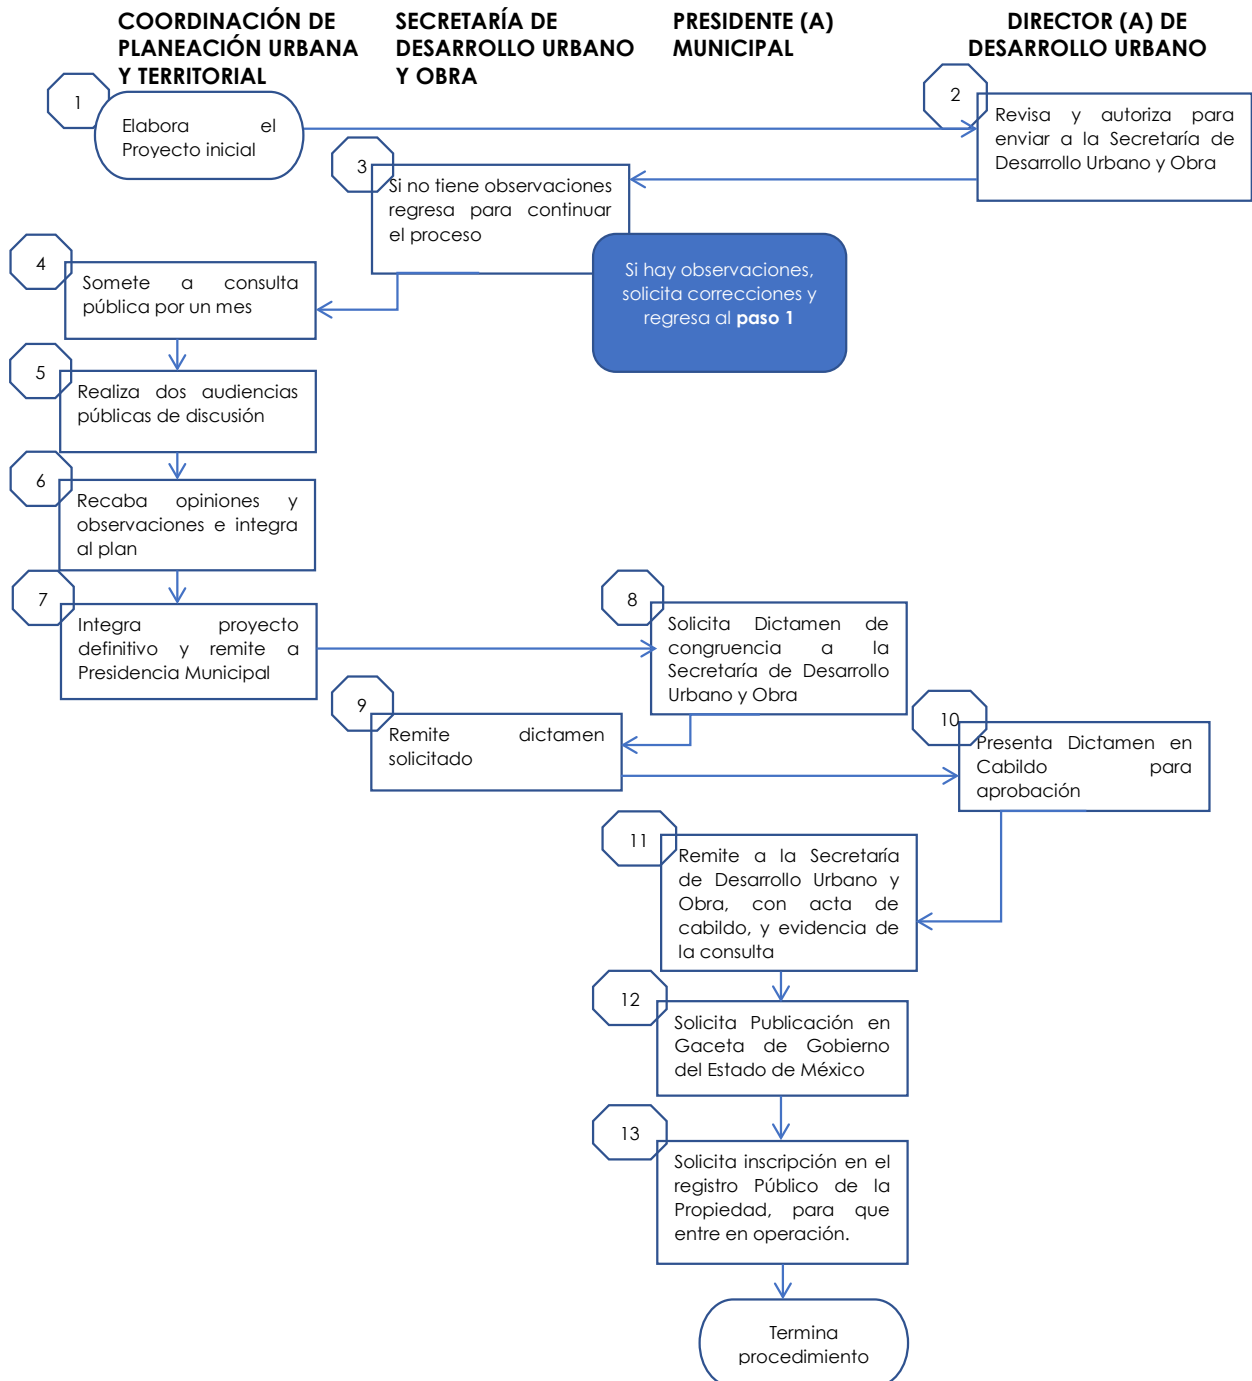 COORDINACIÓN DE
PLANEACIÓN URBANA
Y TERRITORIAL
SECRETARÍA DE
DESARROLLO URBANO
Y OBRA
PRESIDENTE (A)
MUNICIPAL
DIRECTOR (A) DE
DESARROLLO URBANO
1
Elabora el
Proyecto inicial
2
Revisa y autoriza para
enviar a la Secretaría de
Desarrollo Urbano y Obra
3
Si no tiene observaciones
regresa para continuar
el proceso
Si hay observaciones,
solicita correcciones y
regresa al paso 1
4
Somete a consulta
pública por un mes
5
Realiza dos audiencias
públicas de discusión
6
Recaba opiniones y
observaciones e integra
al plan
7
Integra proyecto
definitivo y remite a
Presidencia Municipal
8
Solicita Dictamen de
congruencia a la
Secretaría de Desarrollo
Urbano y Obra
9
Remite dictamen
solicitado
10
Presenta Dictamen en
Cabildo para
aprobación
11
Remite a la Secretaría
de Desarrollo Urbano y
Obra, con acta de
cabildo, y evidencia de
la consulta
12
Solicita Publicación en
Gaceta de Gobierno
del Estado de México
13
Solicita inscripción en el
registro Público de la
Propiedad, para que
entre en operación.
Termina
procedimiento